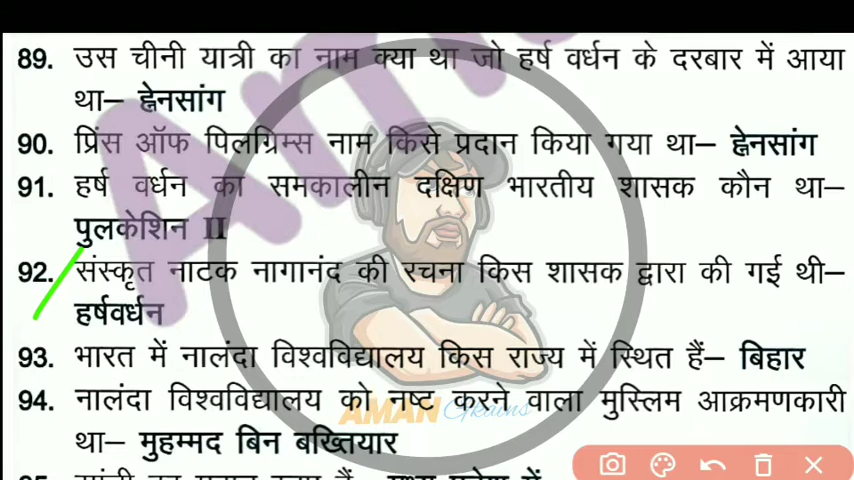 89. उस चीनी यात्री का नाम क्या था जो हर्ष वर्धन के दरबार में आया
था– ह्वेनसांग
90. प्रिंस ऑफ पिलग्रिम्स नाम किसे प्रदान किया गया था– ह्वेनसांग
91. हर्ष वर्धन का समकालीन दक्षिण भारतीय शासक कौन था–
पुलकेशिन II
92. संस्कृत नाटक नागानंद की रचना किस शासक द्वारा की गई थी–
हर्षवर्धन
93. भारत में नालंदा विश्वविद्यालय किस राज्य में स्थित हैं– बिहार
94. नालंदा विश्वविद्यालय को नष्ट करने वाला मुस्लिम आक्रमणकारी
AMAN Grains
था– मुहम्मद बिन बख्तियार